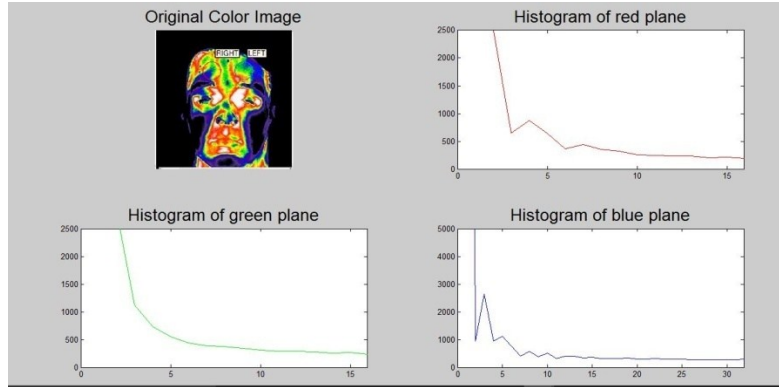 Original Color Image
RIGHT LEFT
Histogram of red plane
2500
2000
1500
1000
500
0
0 5 10 15
Histogram of green plane
2500
2000
1500
1000
500
0
0 5 10 15
Histogram of blue plane
5000
4000
3000
2000
1000
0
0 5 10 15 20 25 30